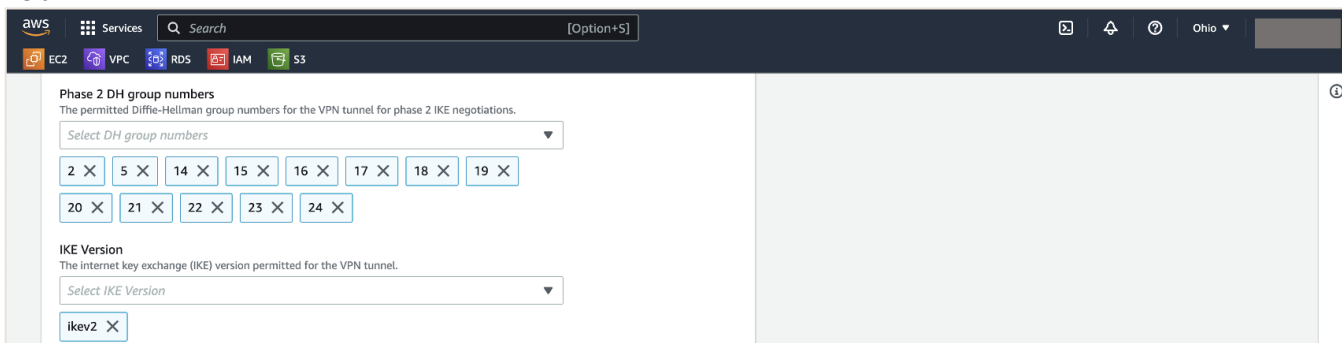 aws Services Search [Option+S] Ohio
EC2 VPC RDS IAM S3
Phase 2 DH group numbers
The permitted Diffie-Hellman group numbers for the VPN tunnel for phase 2 IKE negotiations.
Select DH group numbers
2 5 14 15 16 17 18 19
20 21 22 23 24
IKE Version
The internet key exchange (IKE) version permitted for the VPN tunnel.
Select IKE Version
ikev2